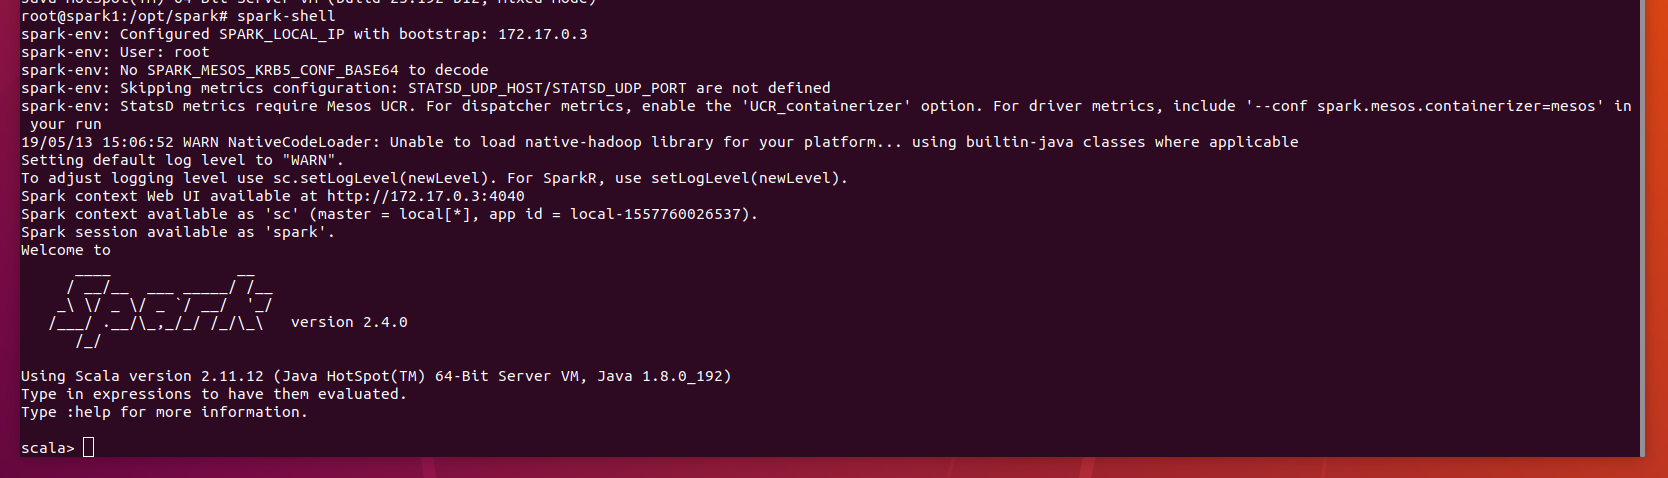 root@spark1:/opt/spark# spark-shell
spark-env: Configured SPARK_LOCAL_IP with bootstrap: 172.17.0.3
spark-env: User: root
spark-env: No SPARK_MESOS_KRB5_CONF_BASE64 to decode
spark-env: Skipping metrics configuration: STATSD_UDP_HOST/STATSD_UDP_PORT are not defined
spark-env: StatsD metrics require Mesos UCR. For dispatcher metrics, enable the 'UCR_containerizer' option. For driver metrics, include '--conf spark.mesos.containerizer=mesos' in
 your run
19/05/13 15:06:52 WARN NativeCodeLoader: Unable to load native-hadoop library for your platform... using builtin-java classes where applicable
Setting default log level to "WARN".
To adjust logging level use sc.setLogLevel(newLevel). For SparkR, use setLogLevel(newLevel).
Spark context Web UI available at http://172.17.0.3:4040
Spark context available as 'sc' (master = local[*], app id = local-1557760026537).
Spark session available as 'spark'.
Welcome to
      ____              __
     / __/__  ___ _____/ /__
    _\ \/ _ \/ _ `/ __/  '_/
   /___/ .__/\_,_/_/ /_/\_\   version 2.4.0
      /_/
Using Scala version 2.11.12 (Java HotSpot(TM) 64-Bit Server VM, Java 1.8.0_192)
Type in expressions to have them evaluated.
Type :help for more information.
scala>